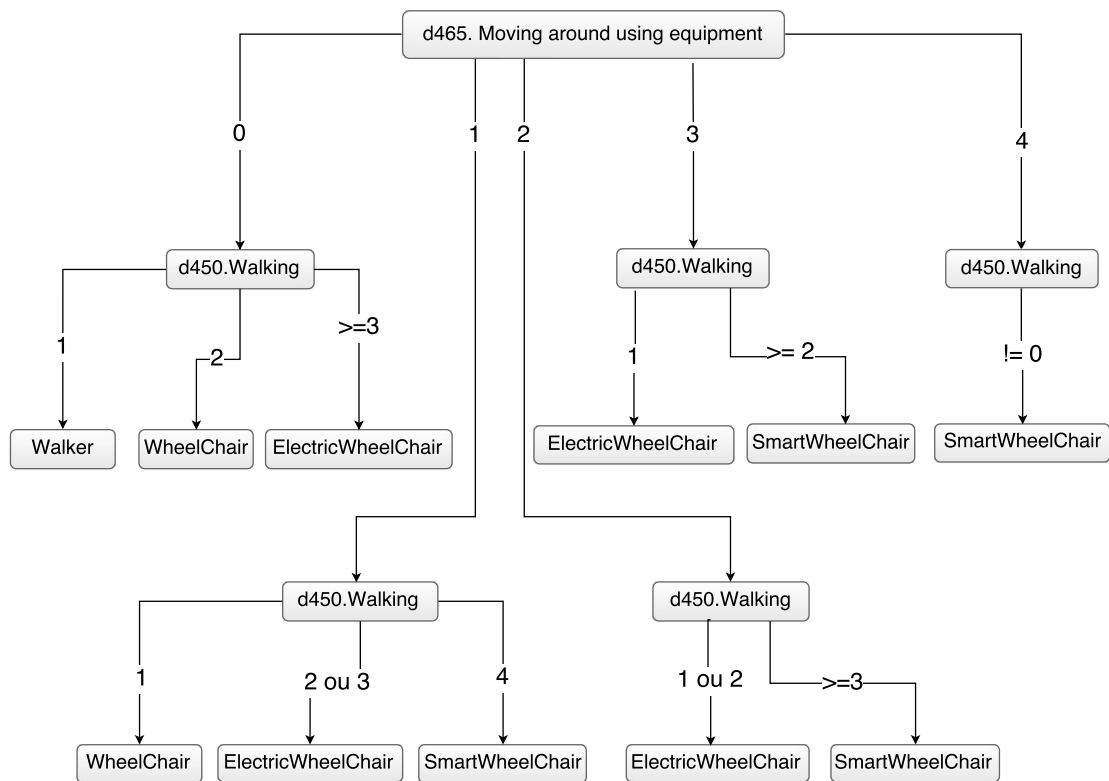 d465. Moving around using equipment
0
1
2
3
4
d450.Walking
d450.Walking
d450.Walking
1
2
>=3
1
>= 2
!= 0
Walker
WheelChair
ElectricWheelChair
ElectricWheelChair
SmartWheelChair
SmartWheelChair
d450.Walking
d450.Walking
1
2 ou 3
4
1 ou 2
>=3
WheelChair
ElectricWheelChair
SmartWheelChair
ElectricWheelChair
SmartWheelChair